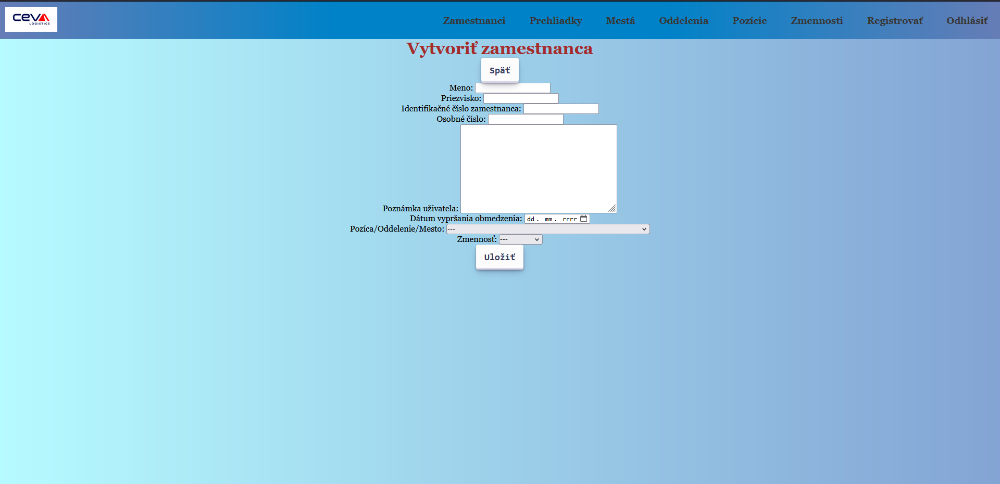 CEVA
LOGISTICS
Zamestnanci Prehliadky Mestá Oddelenia Pozície Zmennosti Registrovať Odhlásiť
Vytvoriť zamestnanca
Späť
Meno:
Priezvisko:
Identifikačné číslo zamestnanca:
Osobné číslo:
Poznámka uživatela:
Dátum vypršania obmedzenia: dd. mm. rrrr
Pozíca/Oddelenie/Mesto: ---
Zmennosť: ---
Uložiť